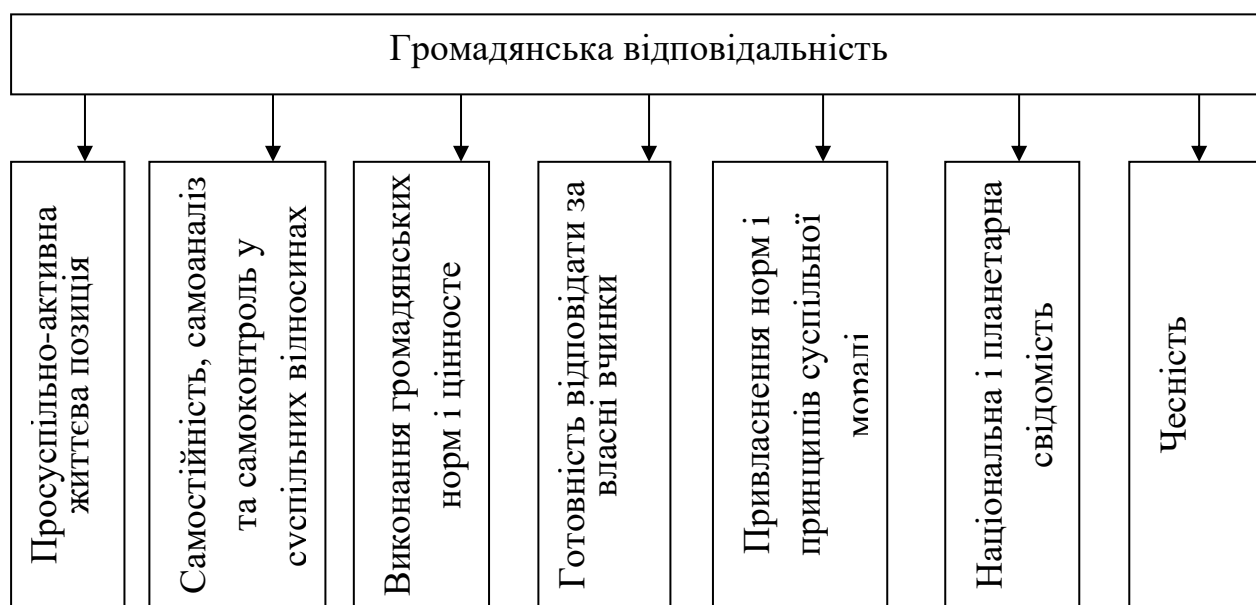 Громадянська відповідальність
Просуспільно-активна
життєва позиція
Самостійність, самоаналіз
та самоконтроль у
суспільних відносинах
Виконання громадянських
норм і цінносте
Готовність відповідати за
власні вчинки
Привласнення норм і
принципів суспільної
моралі
Національна і планетарна
свідомість
Чесність